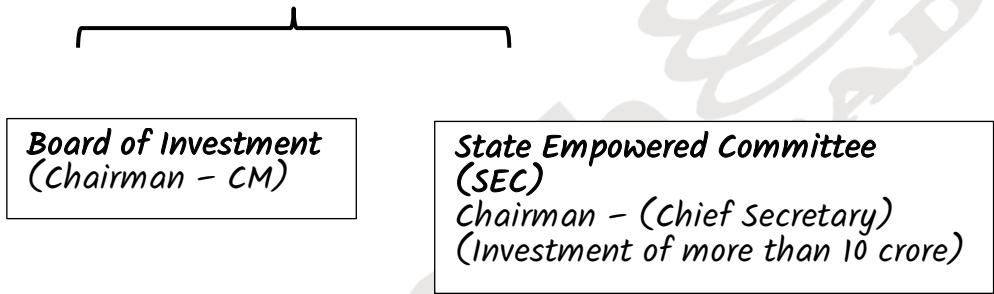 Board of Investment
(Chairman – CM)
State Empowered Committee
(SEC)
Chairman – (Chief Secretary)
(Investment of more than 10 crore)